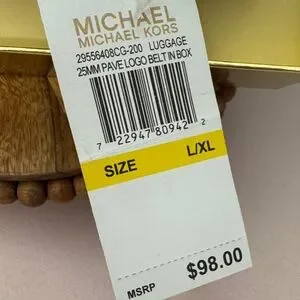 MICHAEL
MICHAEL KORS
29556408CG-200 LUGGAGE
25MM PAVE LOGO BELT IN BOX
7 22947 80942 2
SIZE L/XL
MSRP $98.00